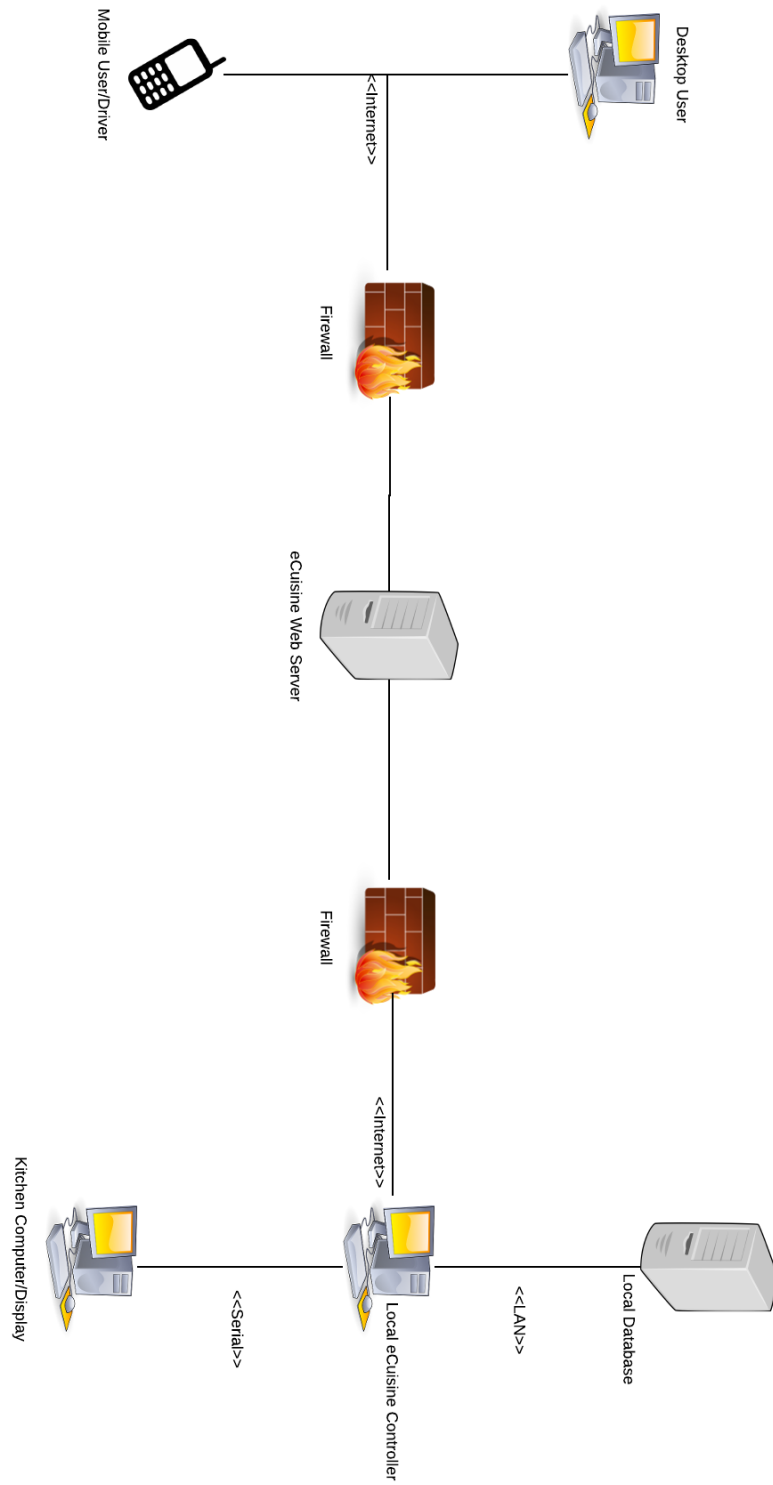 Desktop User
<<Internet>>
Mobile User/Driver
Firewall
eCuisine Web Server
Firewall
<<Internet>>
Local Database
<<LAN>>
Local eCuisine Controller
<<Serial>>
Kitchen Computer/Display